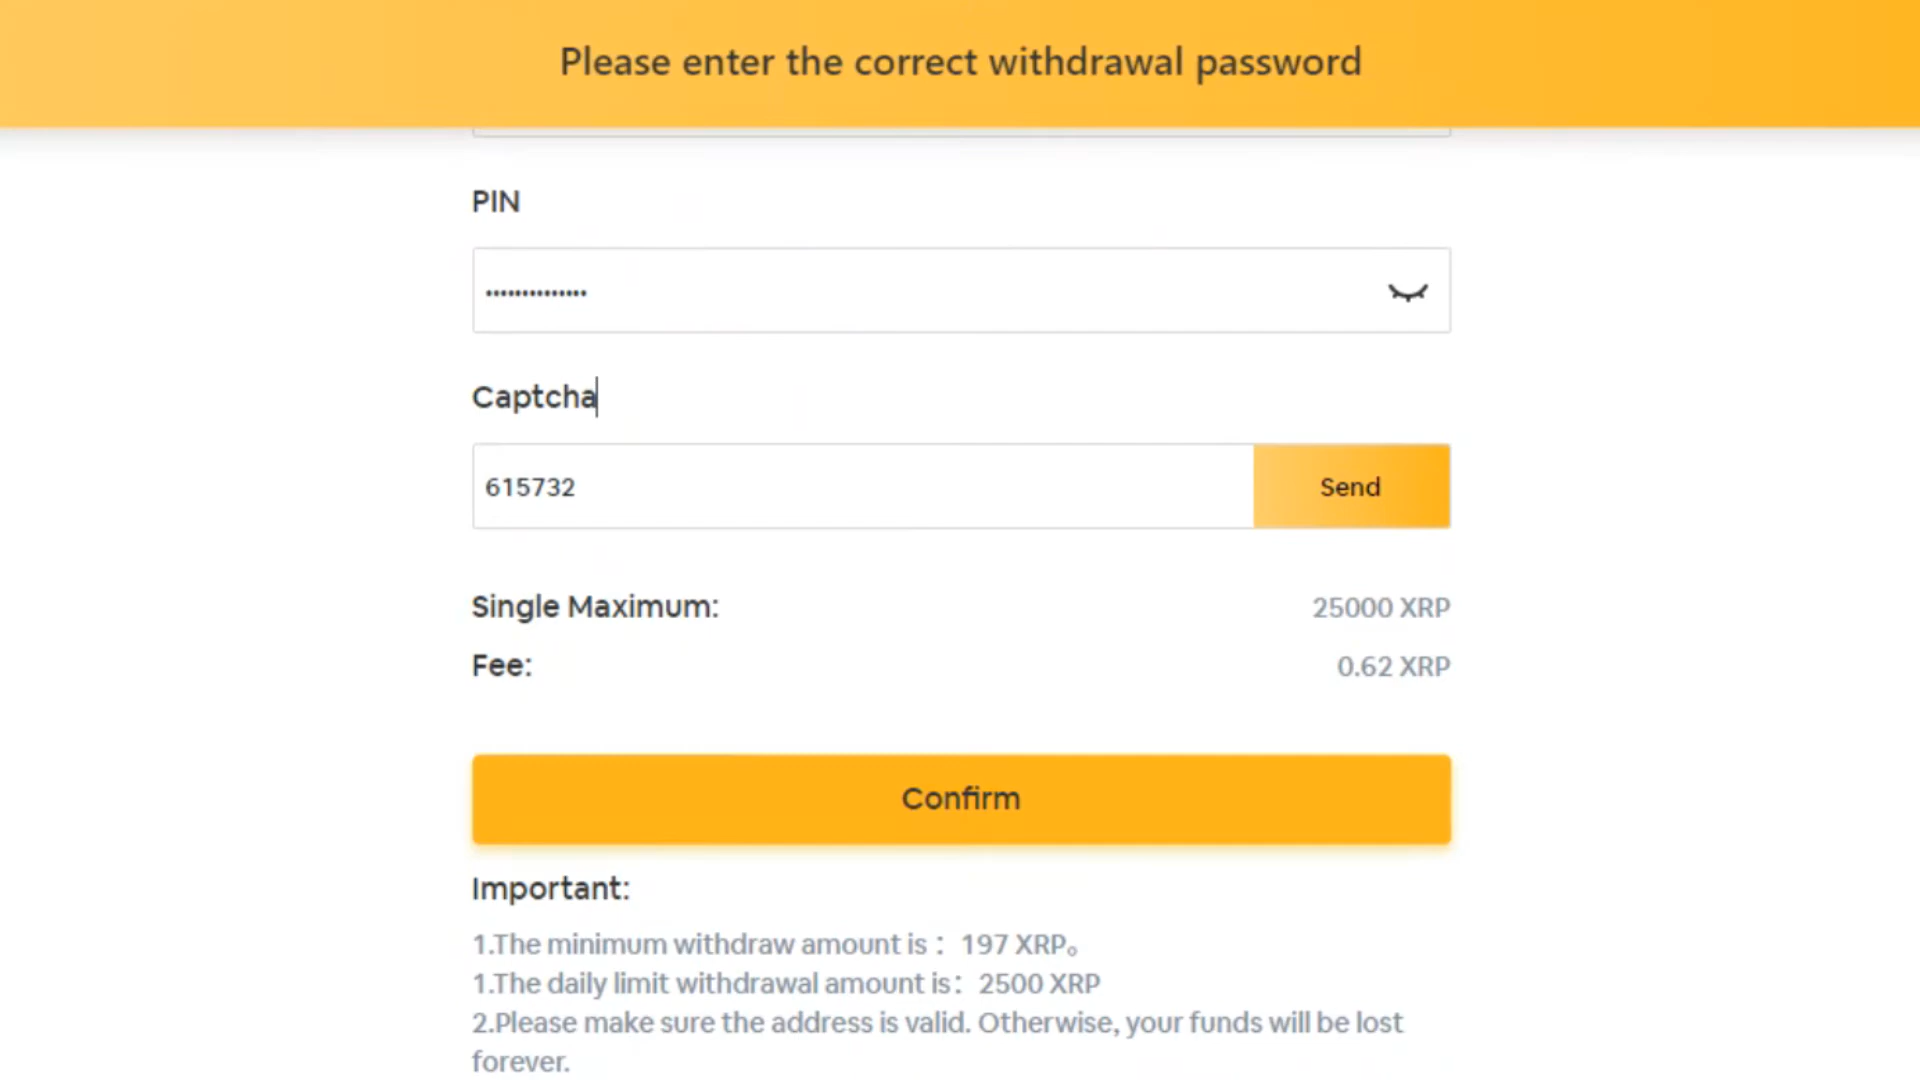 Please enter the correct withdrawal password
PIN
••••••••••••••
Captcha
615732
Send
Single Maximum:
25000 XRP
Fee:
0.62 XRP
Confirm
Important:
1.The minimum withdraw amount is： 197 XRP。
1.The daily limit withdrawal amount is： 2500 XRP
2.Please make sure the address is valid. Otherwise, your funds will be lost
forever.